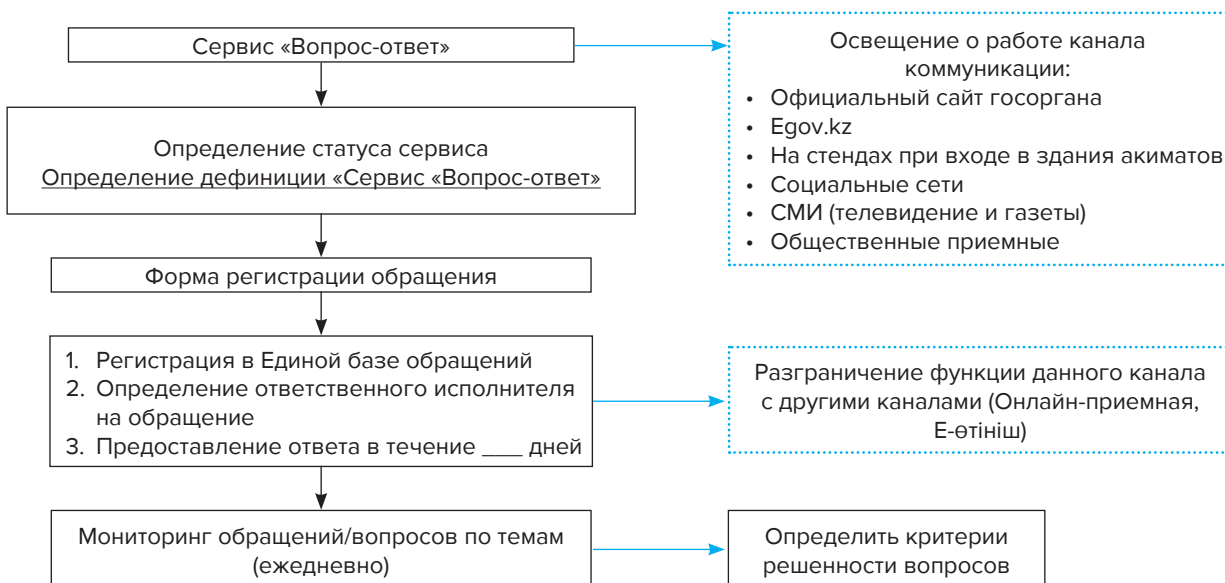 Сервис «Вопрос-ответ»
Освещение о работе канала
коммуникации:
• Официальный сайт госоргана
• Egov.kz
• На стендах при входе в здания акиматов
• Социальные сети
• СМИ (телевидение и газеты)
• Общественные приемные
Определение статуса сервиса
Определение дефиниции «Сервис «Вопрос-ответ»
Форма регистрации обращения
1. Регистрация в Единой базе обращений
2. Определение ответственного исполнителя
на обращение
3. Предоставление ответа в течение ___ дней
Разграничение функции данного канала
с другими каналами (Онлайн-приемная,
Е-өтініш)
Мониторинг обращений/вопросов по темам
(ежедневно)
Определить критерии
решенности вопросов